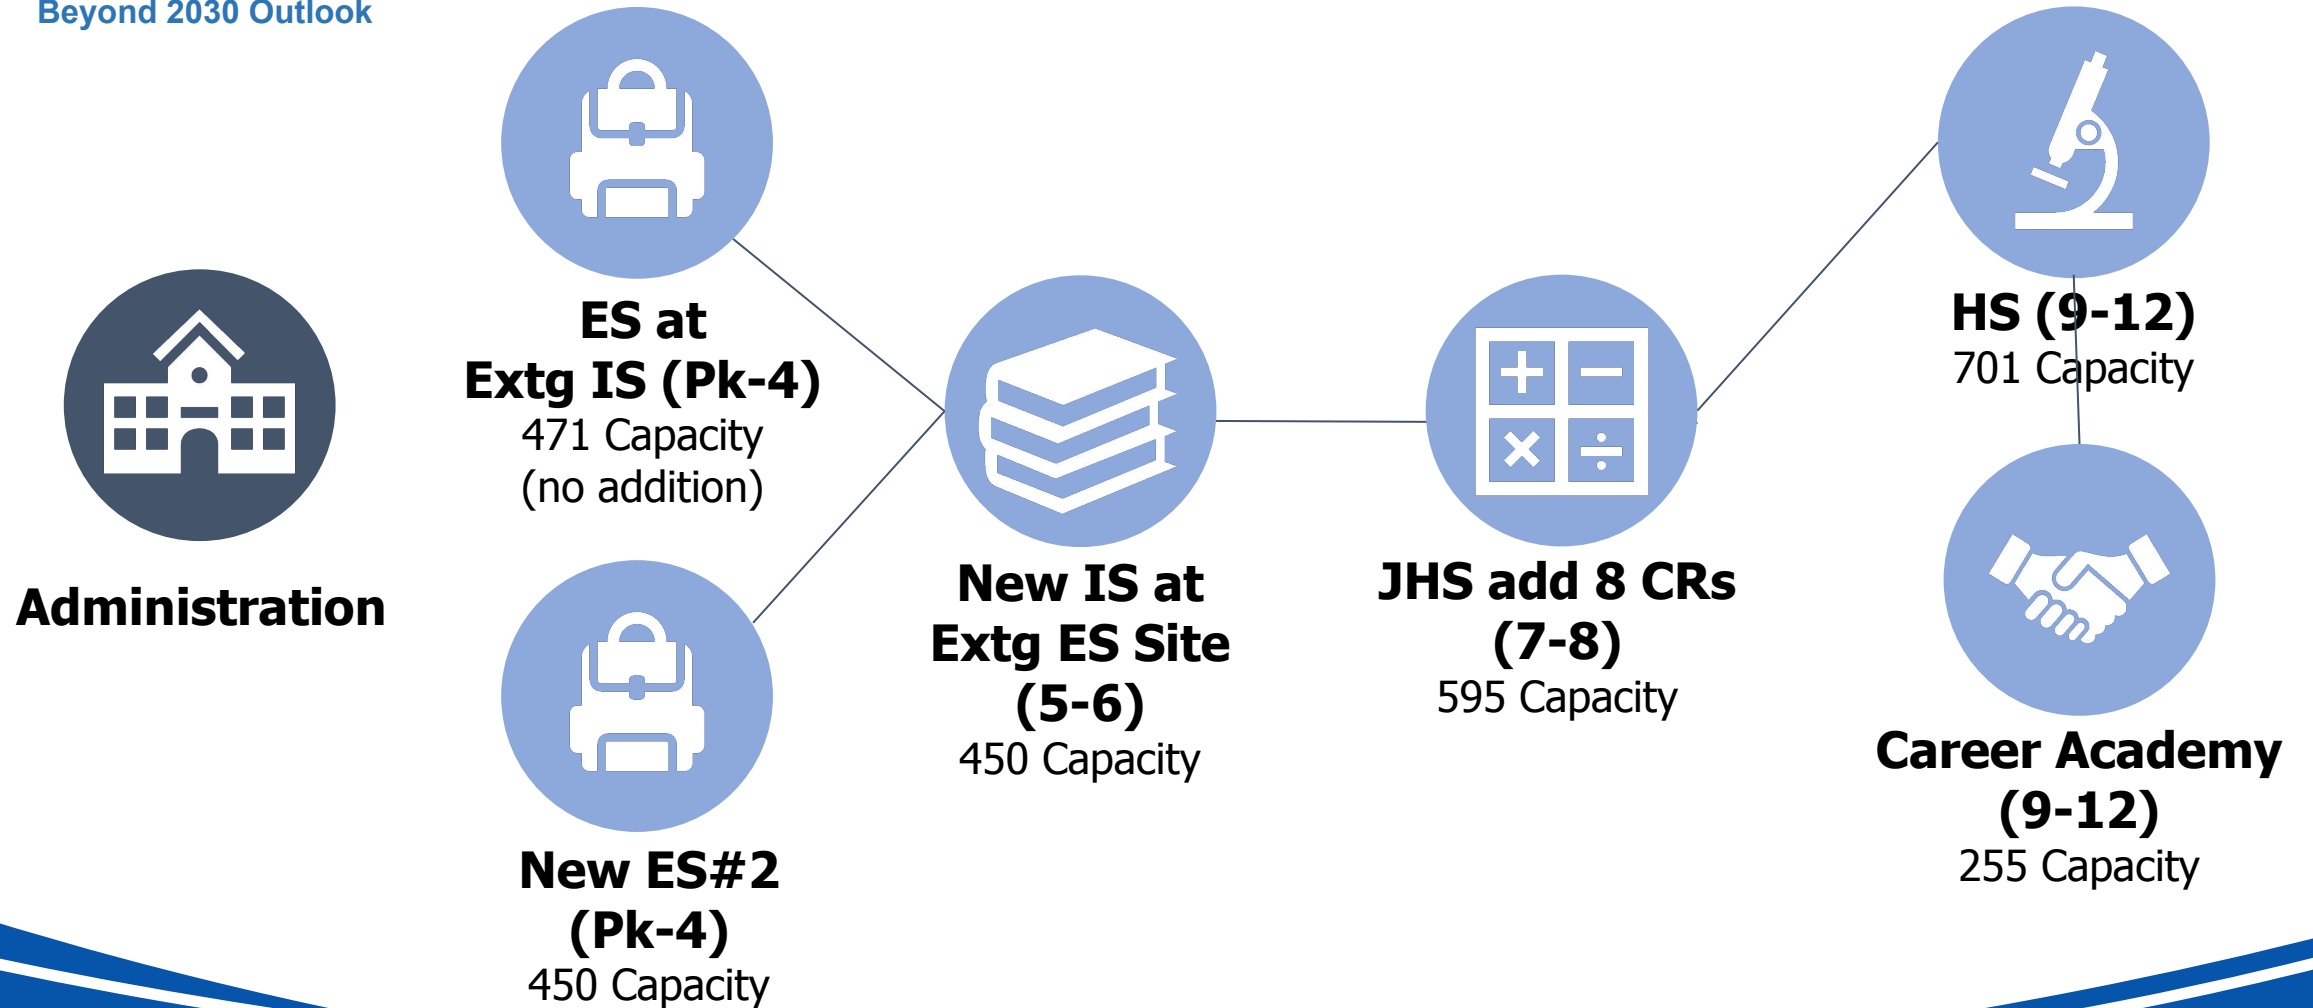 Beyond 2030 Outlook
Administration
ES at
Extg IS (Pk-4)
471 Capacity
(no addition)
New ES#2
(Pk-4)
450 Capacity
New IS at
Extg ES Site
(5-6)
450 Capacity
JHS add 8 CRs
(7-8)
595 Capacity
HS (9-12)
701 Capacity
Career Academy
(9-12)
255 Capacity